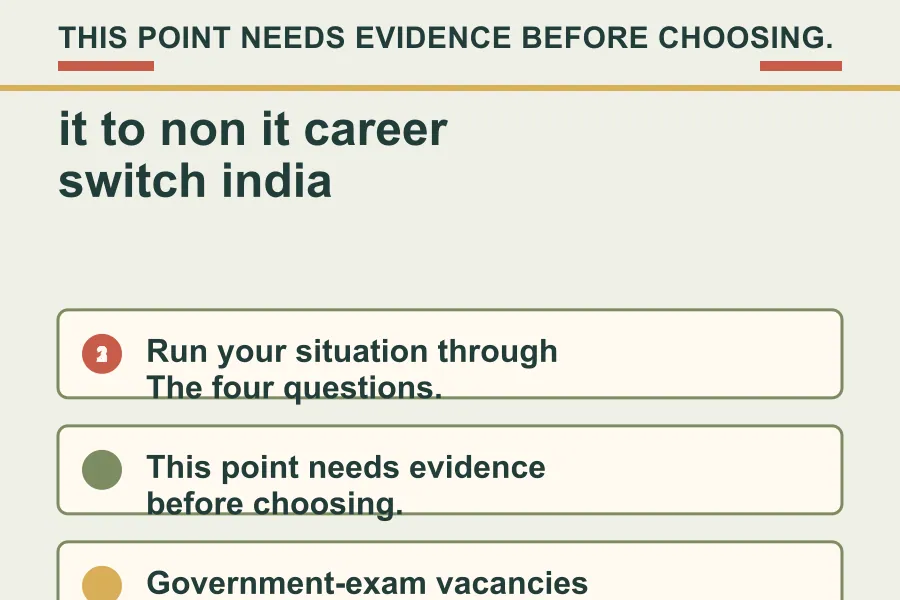 THIS POINT NEEDS EVIDENCE BEFORE CHOOSING.
it to non it career
switch india
Run your situation through
The four questions.
This point needs evidence
before choosing.
Government-exam vacancies